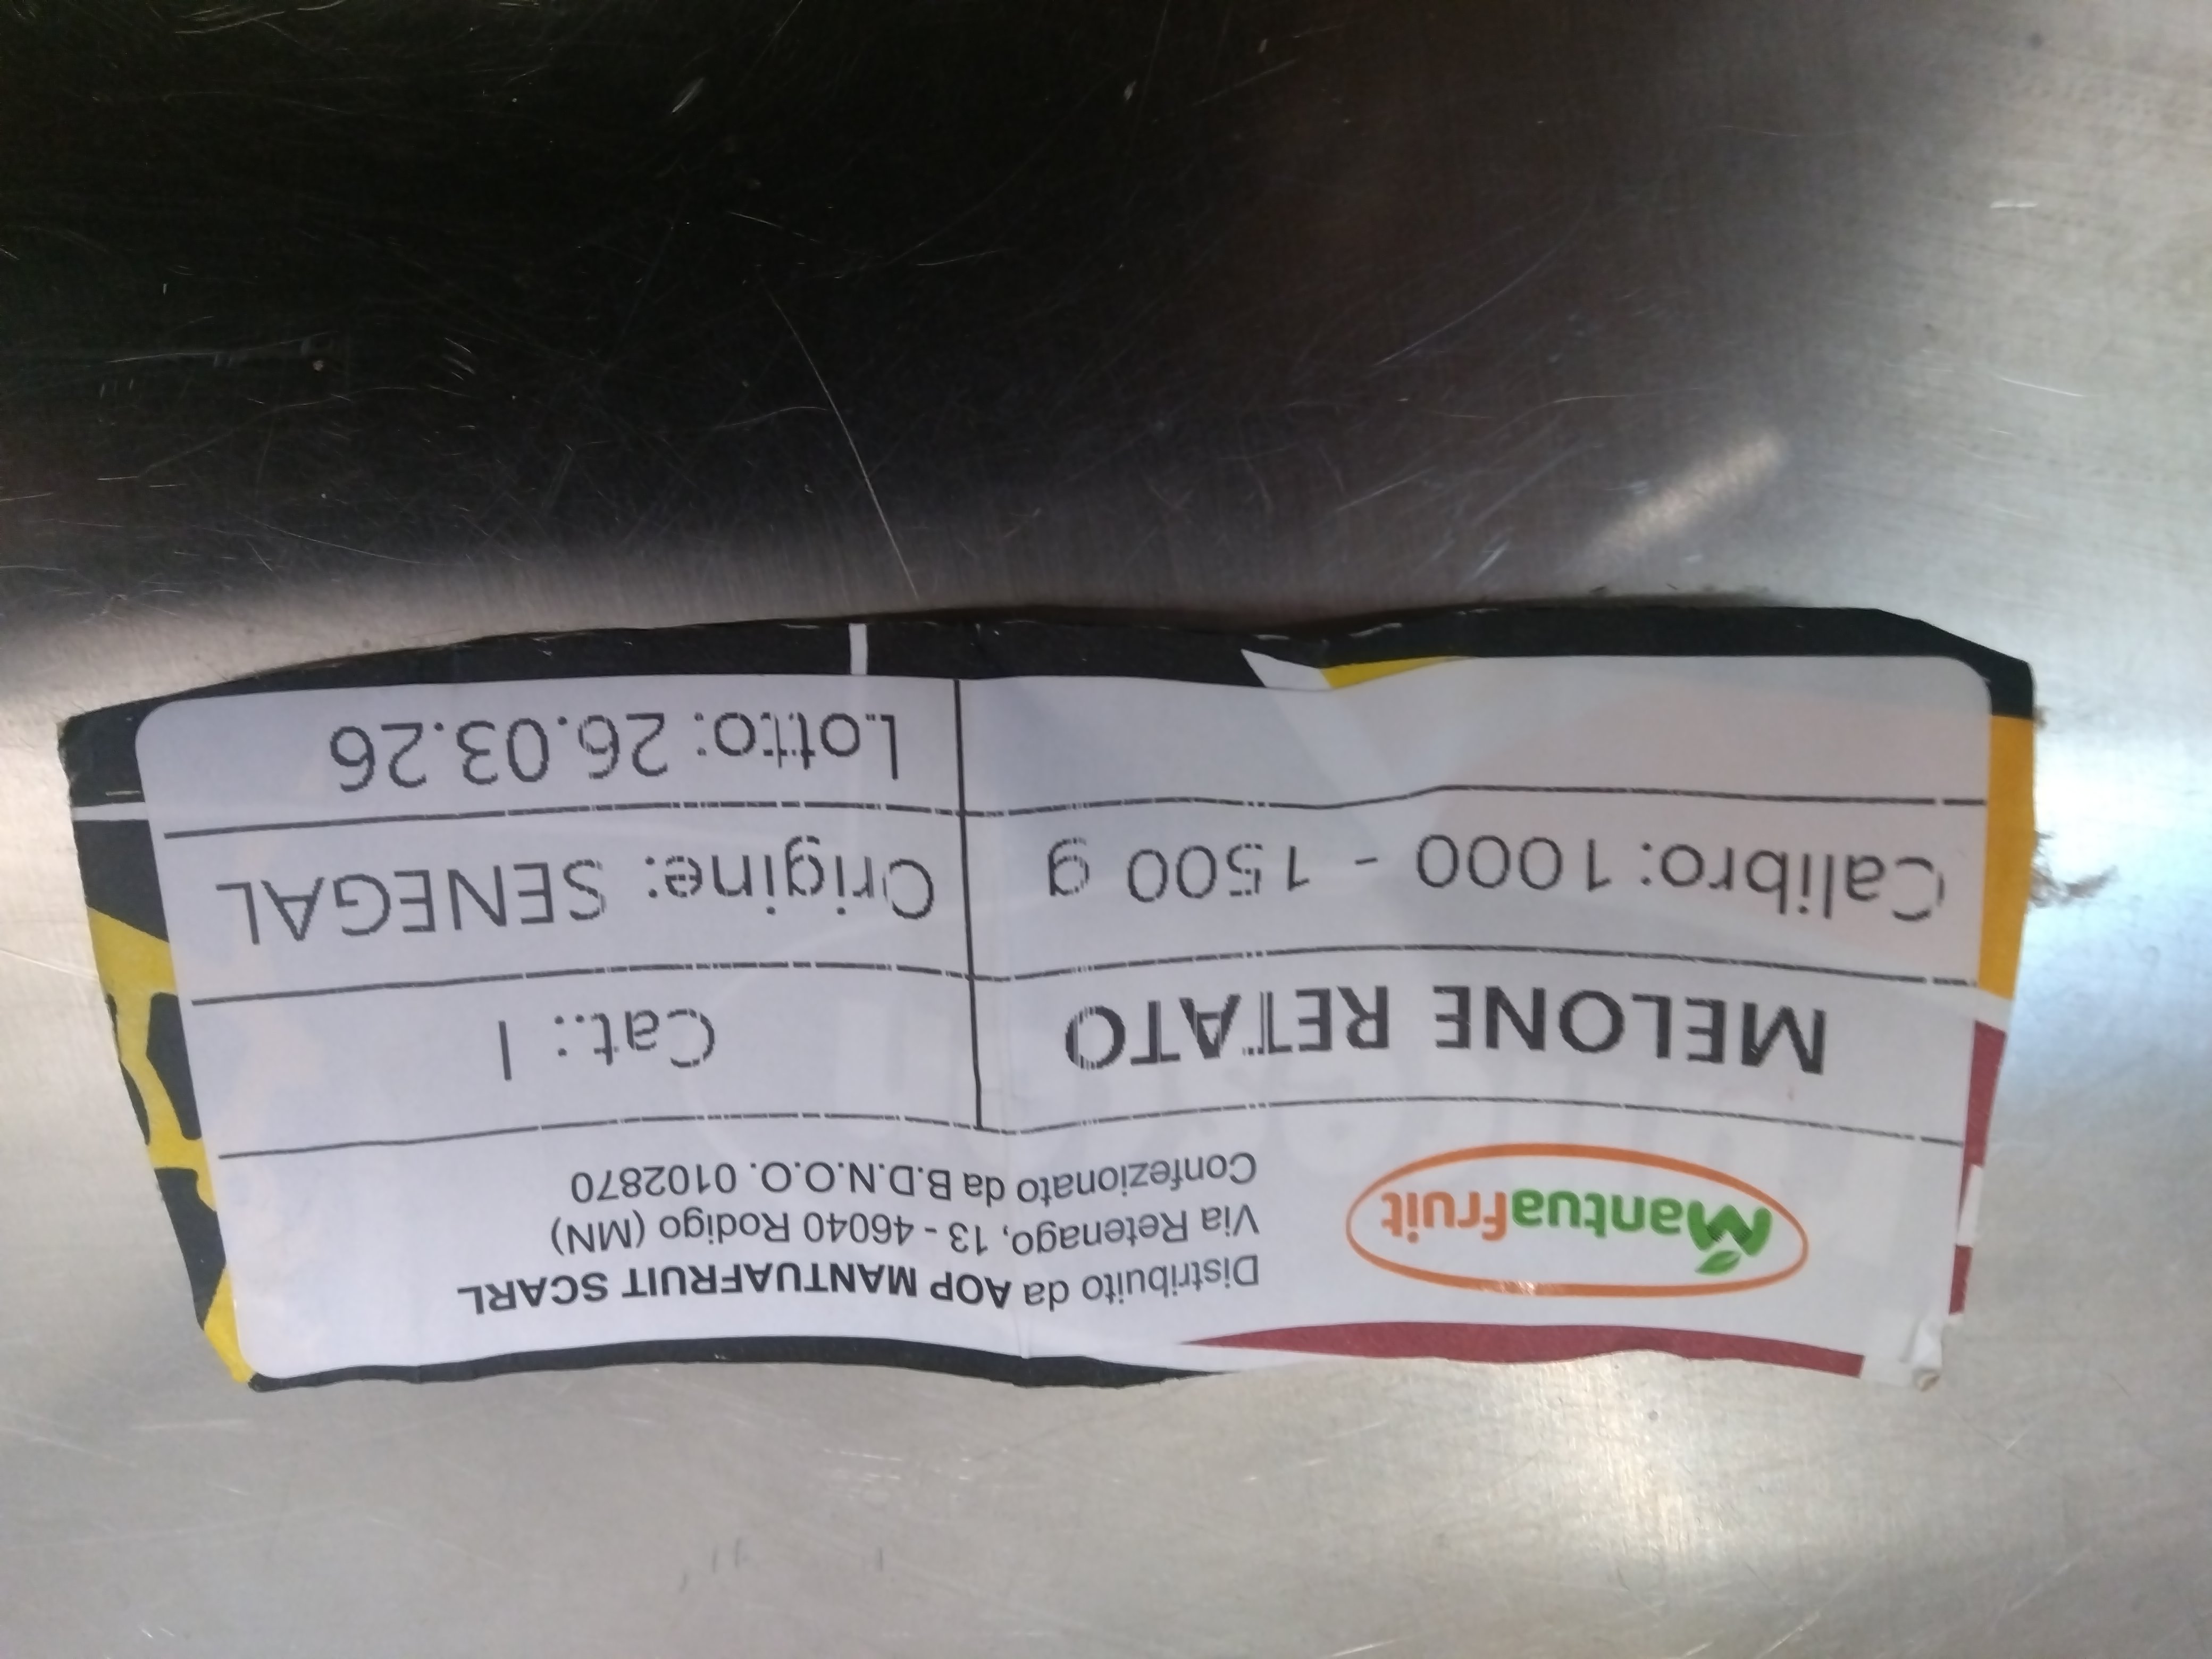 Mantuafruit
Distribuito da AOP MANTUAFRUIT SCARL
Via Retenago, 13 - 46040 Rodigo (MN)
Confezionato da B.D.N.O.O. 0102870
MELONE RETATO
Cat.: I
Calibro: 1000 - 1500 g
Origine: SENEGAL
Lotto: 26.03.26